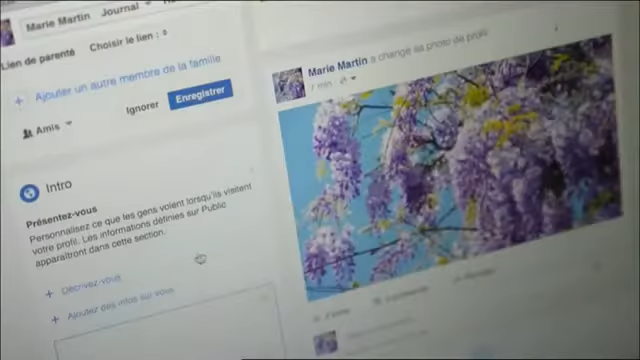 Marie Martin Journal
Lien de parenté Choisir le lien :
+ Ajouter un autre membre de la famille
Amis Ignorer Enregistrer
Intro
Présentez-vous
Personnalisez ce que les gens voient lorsqu'ils visitent
votre profil. Les informations définies sur Public
apparaîtront dans cette section.
+ Décrivez-vous
+ Ajoutez des infos sur vous
Marie Martin a changé sa photo de profil
7 min